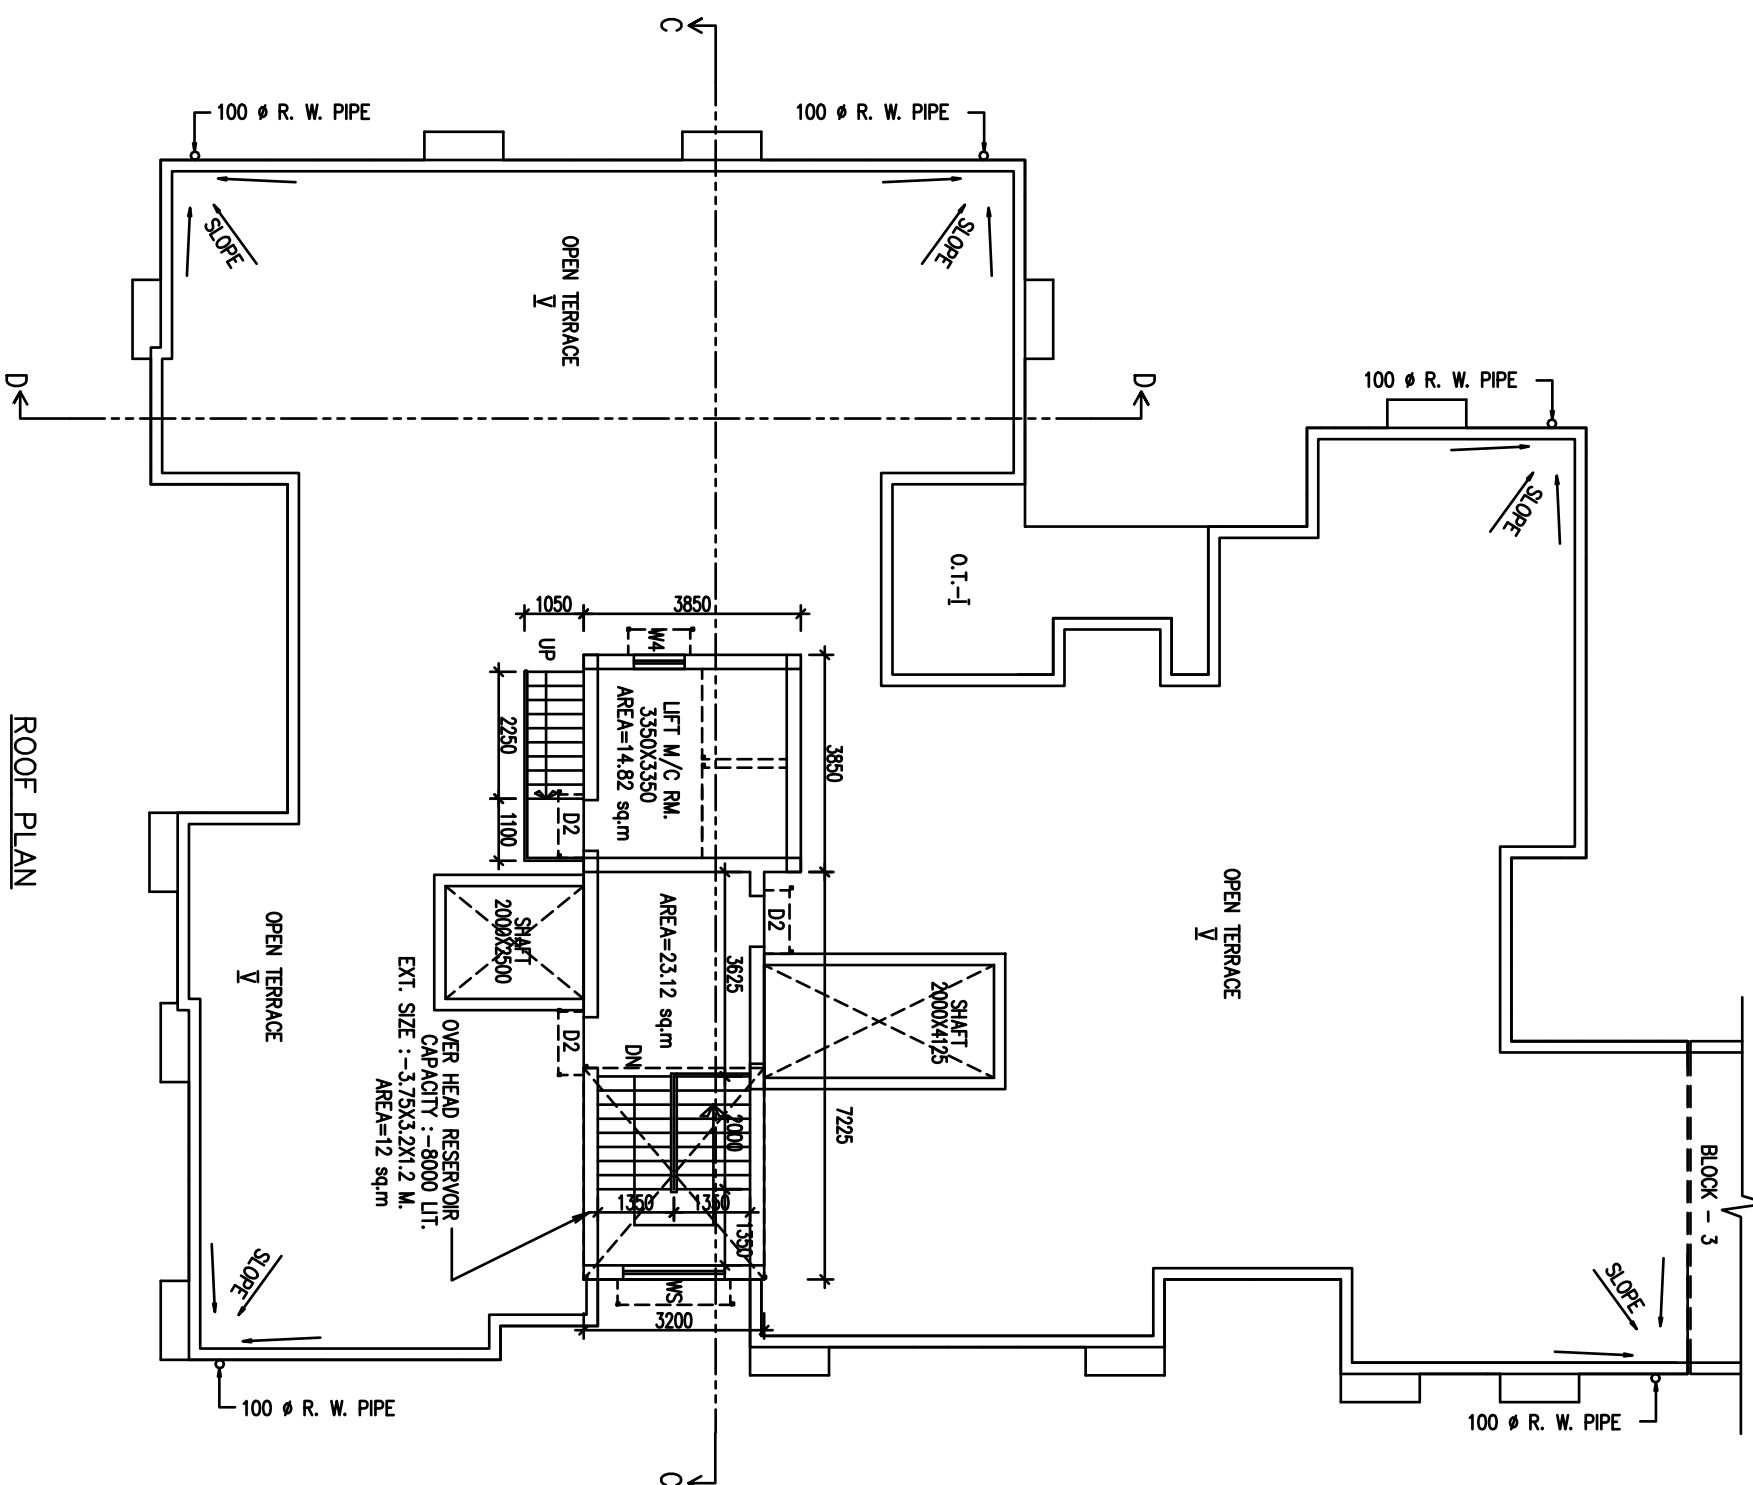 C
100 ø R. W. PIPE
100 ø R. W. PIPE
SLOPE
SLOPE
OPEN TERRACE
V
D
D
100 ø R. W. PIPE
SLOPE
O.T.-I
1050
3850
W4
UP
LIFT M/C RM.
3350X3350
AREA=14.82 sq.m
2250
1100
D2
3850
ROOF PLAN
OPEN TERRACE
V
SHAFT
2000X2500
AREA=23.12 sq.m
D2
3625
SHAFT
2000X4125
OPEN TERRACE
V
D2
DN
OVER HEAD RESERVOIR
CAPACITY :-8000 LIT.
EXT. SIZE :-3.75X3.2X1.2 M.
AREA=12 sq.m
2000
7225
1350
1350
1350
WS
3200
BLOCK - 3
SLOPE
SLOPE
100 ø R. W. PIPE
100 ø R. W. PIPE
C